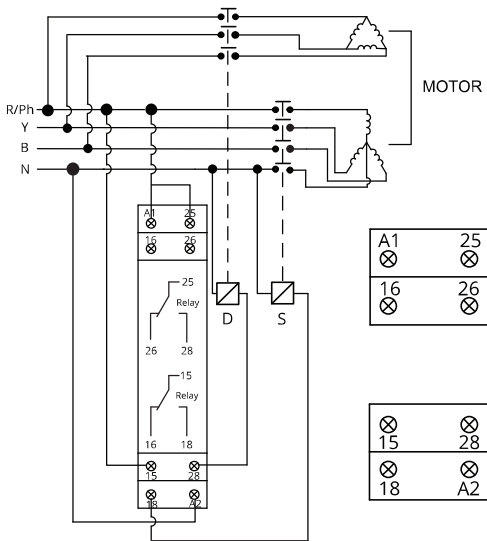 MOTOR
R/Ph
Y
B
N
A1 25
16 26
25
Relay
26 28
15
Relay
16 18
15 28
18 A2
D S
A1 25
16 26
15 28
18 A2